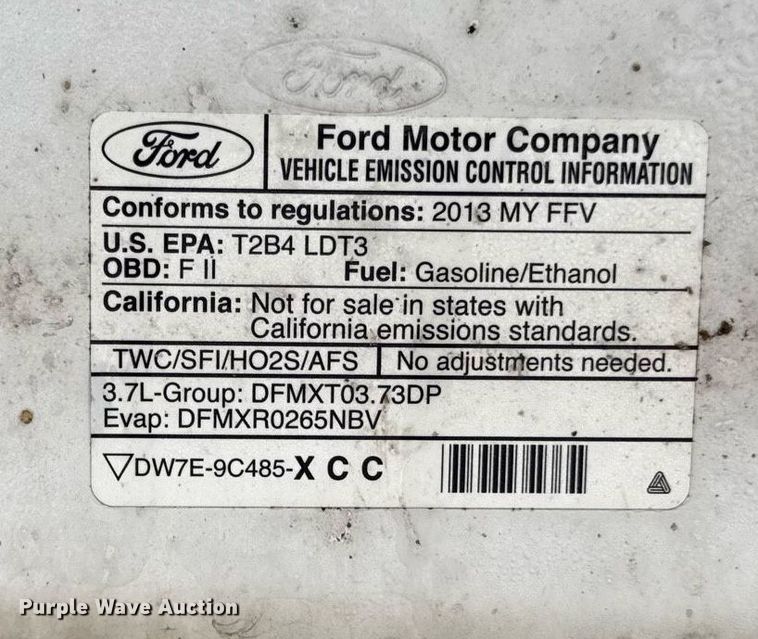 Ford
Ford
Ford Motor Company
VEHICLE EMISSION CONTROL INFORMATION
Conforms to regulations: 2013 MY FFV
U.S. EPA: T2B4 LDT3
OBD: F II Fuel: Gasoline/Ethanol
California: Not for sale in states with
California emissions standards.
TWC/SFI/HO2S/AFS No adjustments needed.
3.7L-Group: DFMXT03.73DP
Evap: DFMXR0265NBV
▽DW7E-9C485-X C C
Purple Wave Auction